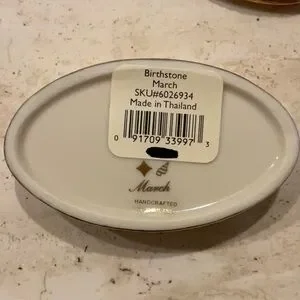 Birthstone
March
SKU#6026934
Made in Thailand
0 91709 33997 3
March
HANDCRAFTED